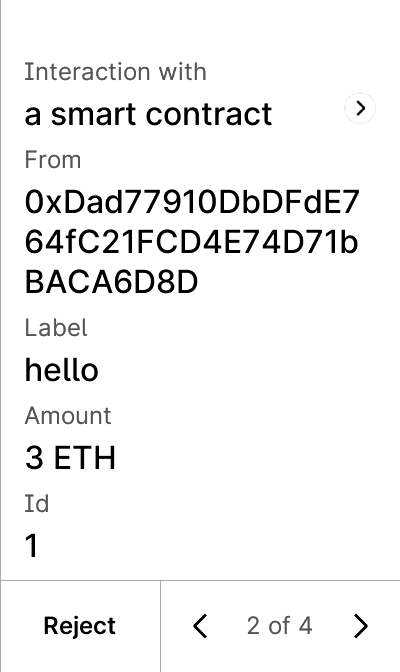 Interaction with
a smart contract
From
0xDad77910DbDFdE7
64fC21FCD4E74D71b
BACA6D8D
Label
hello
Amount
3 ETH
Id
1
Reject
2 of 4